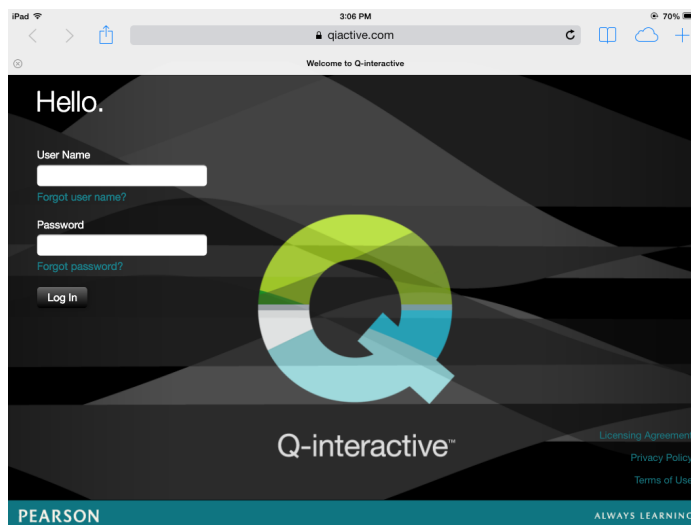 iPad 3:06 PM 70%
qiactive.com
Welcome to Q-interactive
Hello.
User Name
Forgot user name?
Password
Forgot password?
Log In
Q-interactive™
Licensing Agreement
Privacy Policy
Terms of Use
PEARSON ALWAYS LEARNING